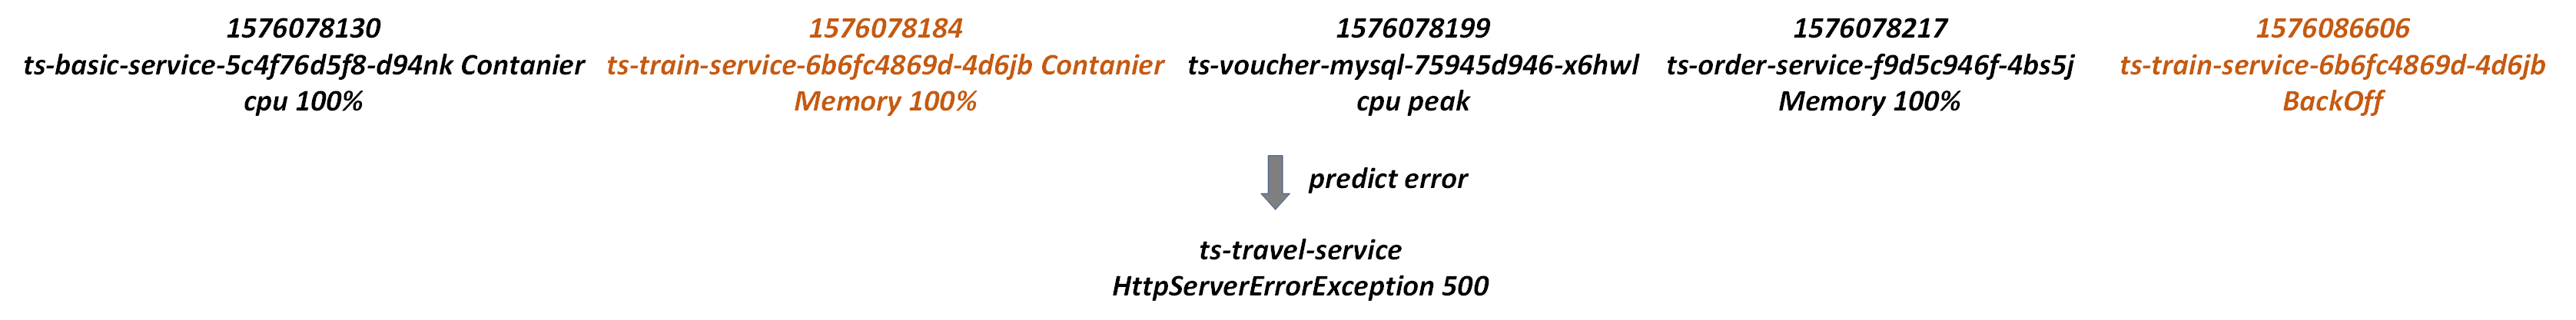 1576078130
ts-basic-service-5c4f76d5f8-d94nk Contanier
cpu 100%
1576078184
ts-train-service-6b6fc4869d-4d6jb Contanier
Memory 100%
1576078199
ts-voucher-mysql-75945d946-x6hwl
cpu peak
1576078217
ts-order-service-f9d5c946f-4bs5j
Memory 100%
1576086606
ts-train-service-6b6fc4869d-4d6jb
BackOff
predict error
ts-travel-service
HttpServerErrorException 500